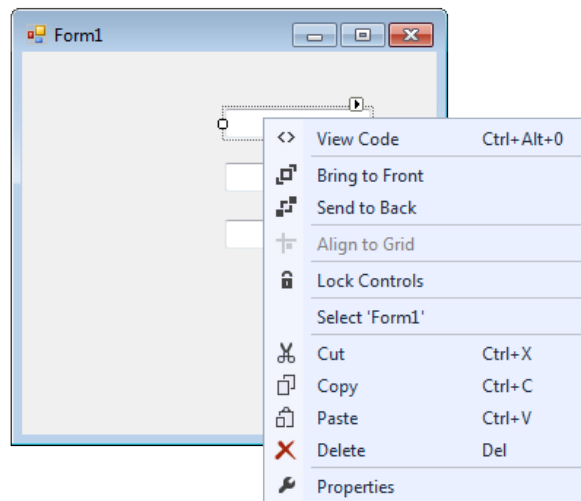 Form1
View Code Ctrl+Alt+0
Bring to Front
Send to Back
Align to Grid
Lock Controls
Select 'Form1'
Cut Ctrl+X
Copy Ctrl+C
Paste Ctrl+V
Delete Del
Properties